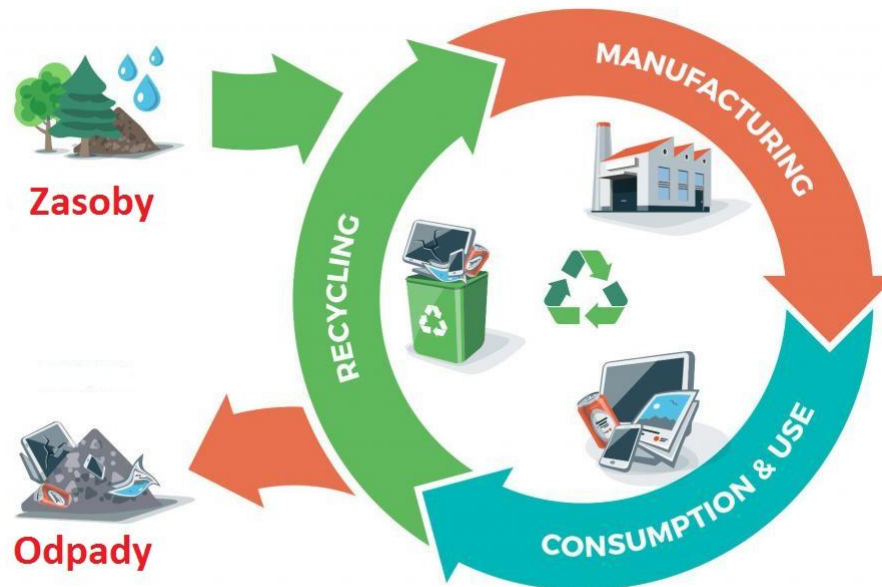 Zasoby
MANUFACTURING
RECYCLING
CONSUMPTION & USE
Odpady